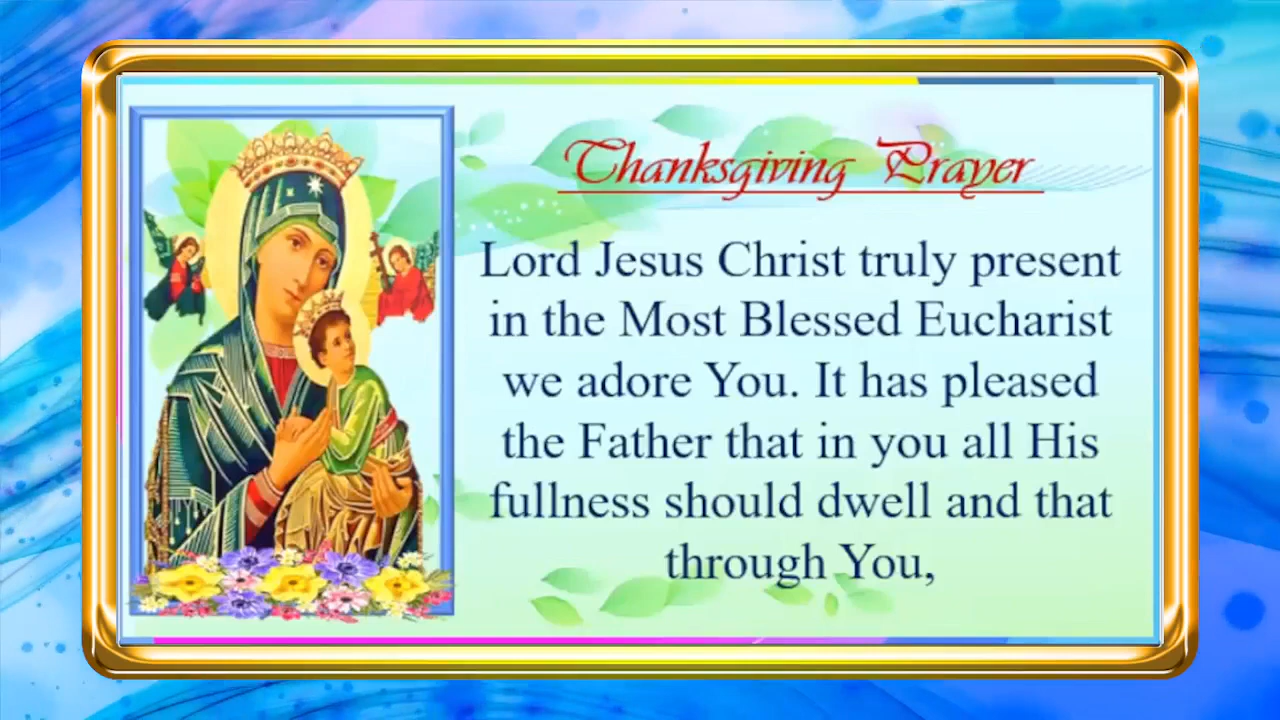 Thanksgiving Prayer
Lord Jesus Christ truly present
in the Most Blessed Eucharist
we adore You. It has pleased
the Father that in you all His
fullness should dwell and that
through You,